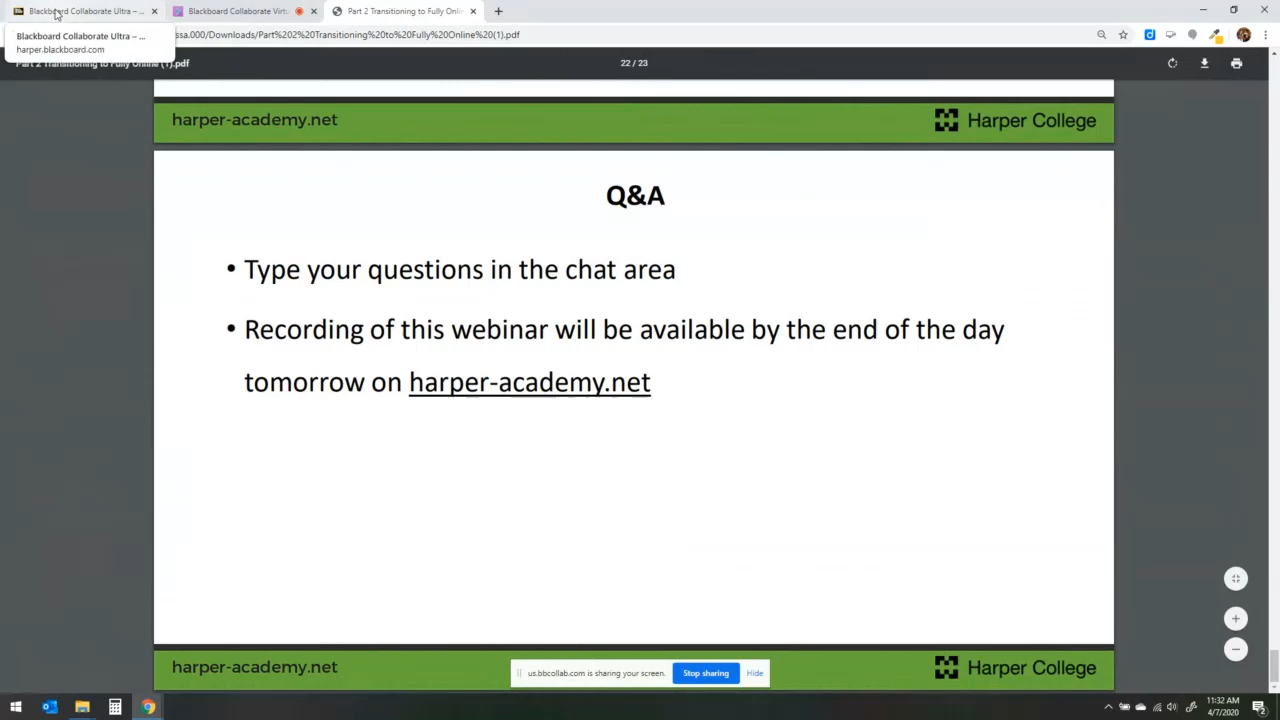 Blackboard Collaborate Ultra – ...
Blackboard Collaborate Virtu
Part 2 Transitioning to Fully Onlin
ssa.000/Downloads/Part%202%20Transitioning%20to%20Fully%20Online%20(1).pdf
Blackboard Collaborate Ultra – ...
harper.blackboard.com
Part 2 Transitioning to Fully Online (1).pdf
22 / 23
harper-academy.net
Harper College
Q&A
• Type your questions in the chat area
• Recording of this webinar will be available by the end of the day
tomorrow on harper-academy.net
harper-academy.net
us.bbcollab.com is sharing your screen.
Stop sharing
Hide
Harper College
11:32 AM
4/7/2020
2